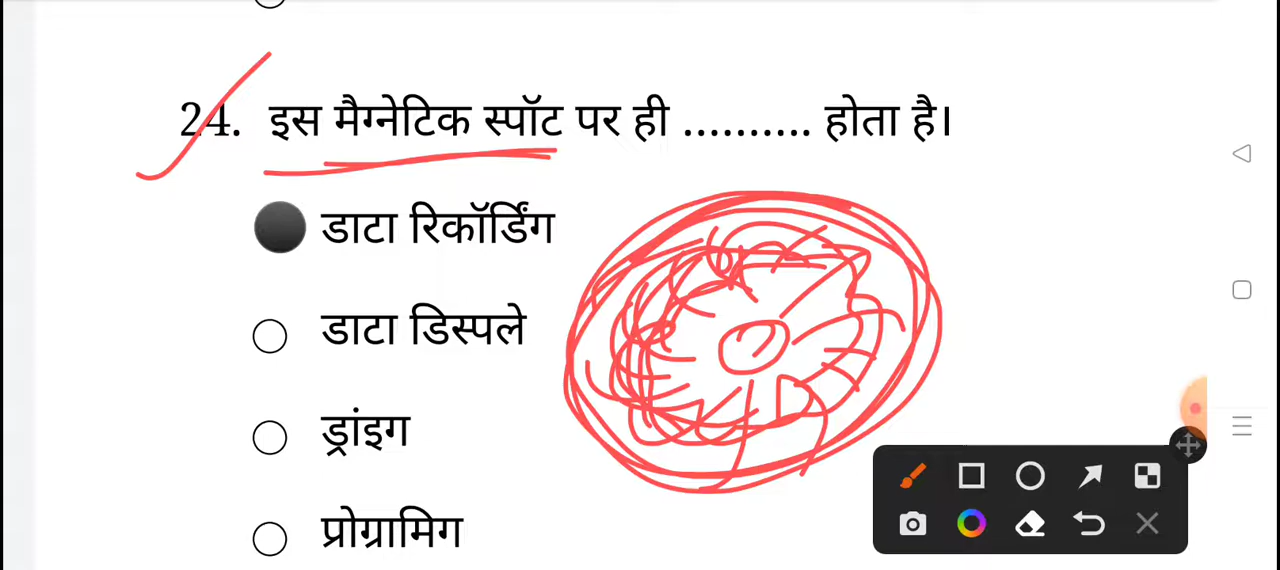 24. इस मैग्नेटिक स्पॉट पर ही .......... होता है।
डाटा रिकॉर्डिंग
डाटा डिस्पले
ड्रांइग
प्रोग्रामिग